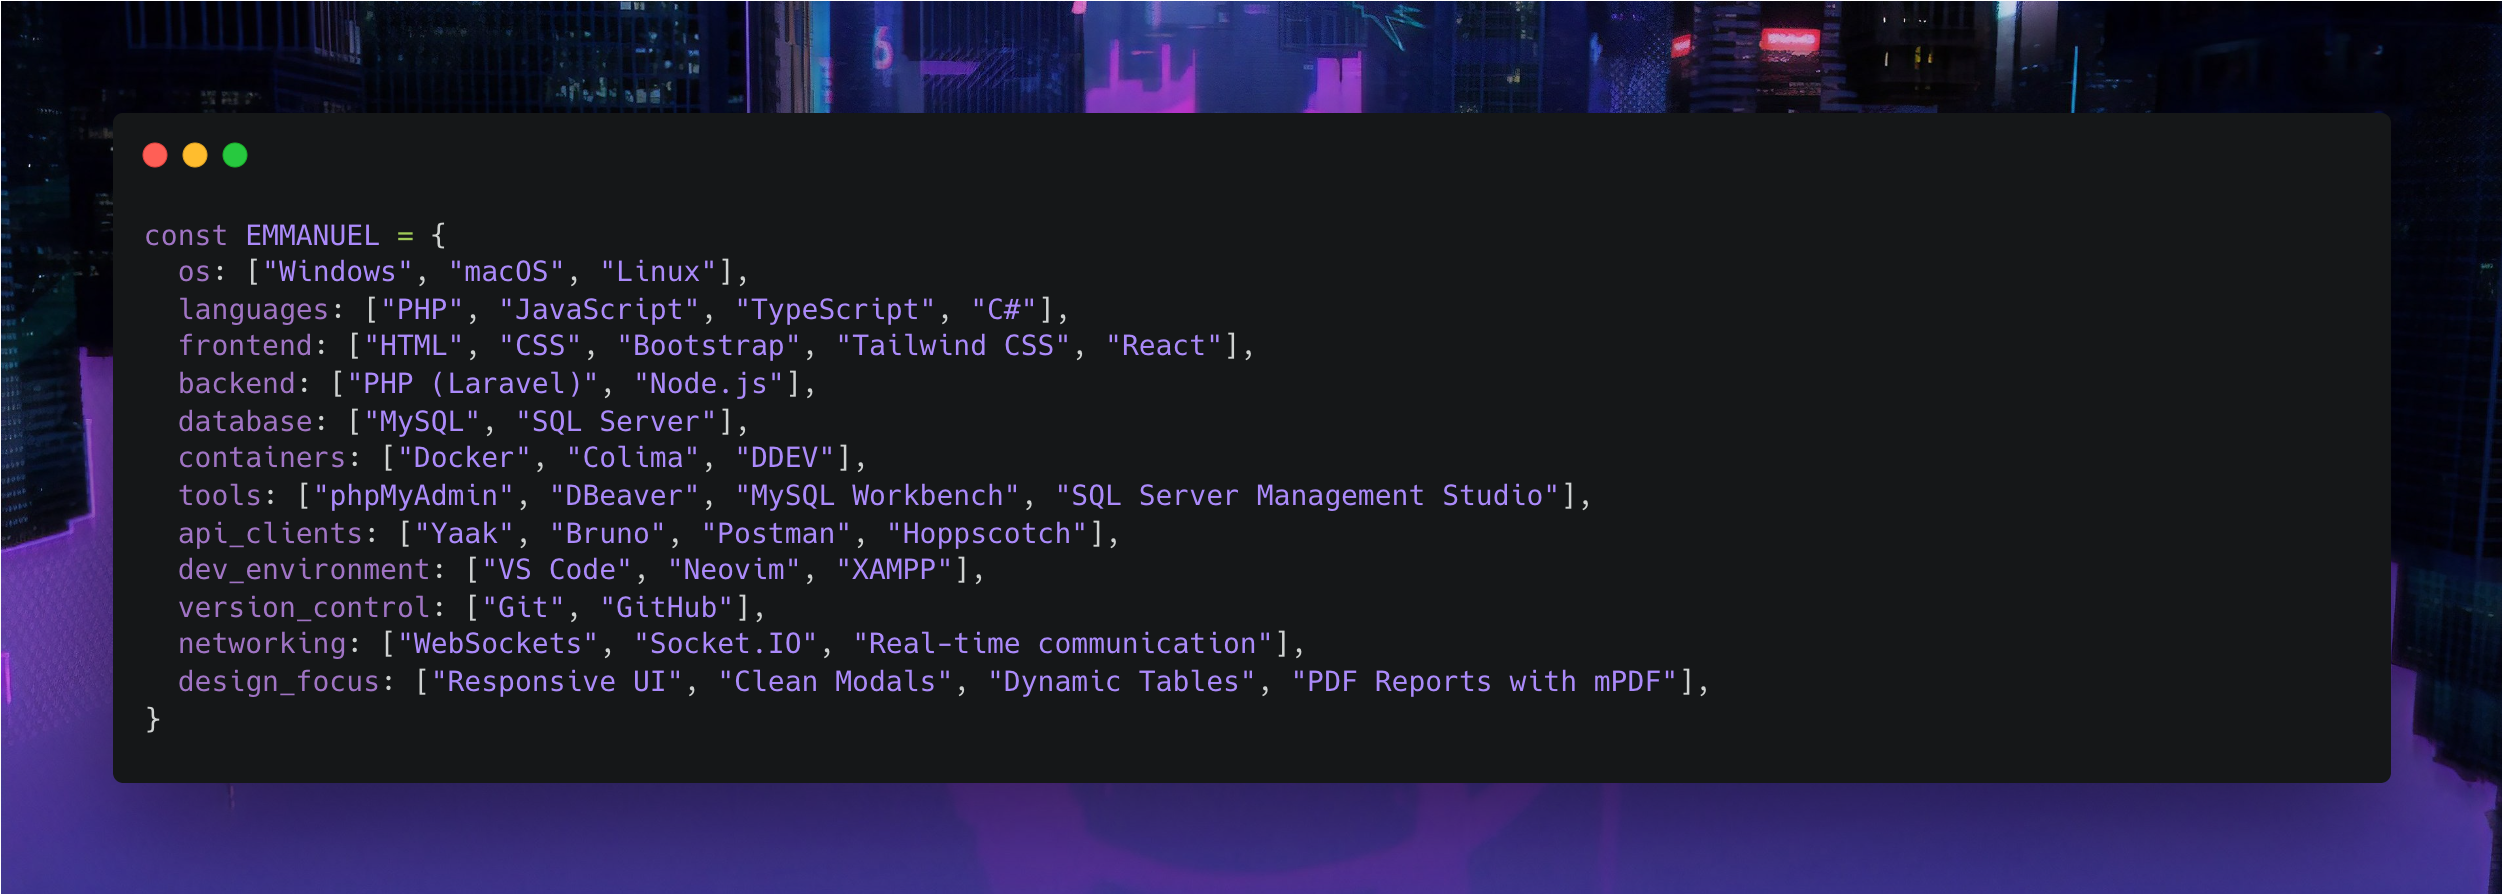 6
const EMMANUEL = {
  os: ["Windows", "macOS", "Linux"],
  languages: ["PHP", "JavaScript", "TypeScript", "C#"],
  frontend: ["HTML", "CSS", "Bootstrap", "Tailwind CSS", "React"],
  backend: ["PHP (Laravel)", "Node.js"],
  database: ["MySQL", "SQL Server"],
  containers: ["Docker", "Colima", "DDEV"],
  tools: ["phpMyAdmin", "DBeaver", "MySQL Workbench", "SQL Server Management Studio"],
  api_clients: ["Yaak", "Bruno", "Postman", "Hoppscotch"],
  dev_environment: ["VS Code", "Neovim", "XAMPP"],
  version_control: ["Git", "GitHub"],
  networking: ["WebSockets", "Socket.IO", "Real-time communication"],
  design_focus: ["Responsive UI", "Clean Modals", "Dynamic Tables", "PDF Reports with mPDF"],
}